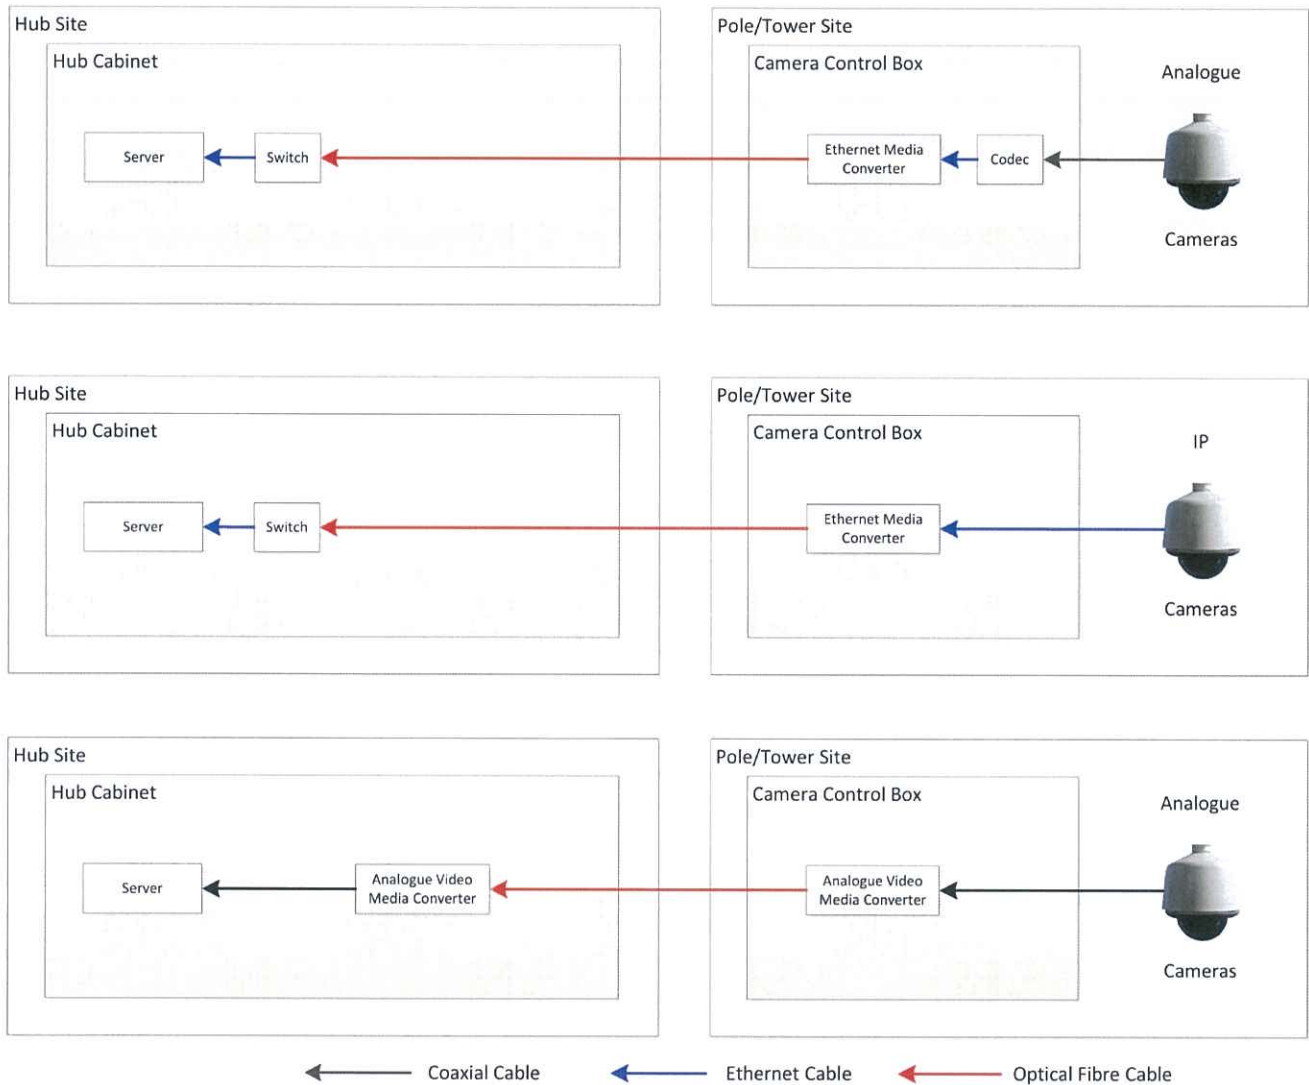 Hub Site
Hub Cabinet
Server
Switch
Pole/Tower Site
Camera Control Box
Ethernet Media
Converter
Codec
Analogue
Cameras
Hub Site
Hub Cabinet
Server
Switch
Pole/Tower Site
Camera Control Box
Ethernet Media
Converter
IP
Cameras
Hub Site
Hub Cabinet
Server
Analogue Video
Media Converter
Pole/Tower Site
Camera Control Box
Analogue Video
Media Converter
Analogue
Cameras
Coaxial Cable
Ethernet Cable
Optical Fibre Cable